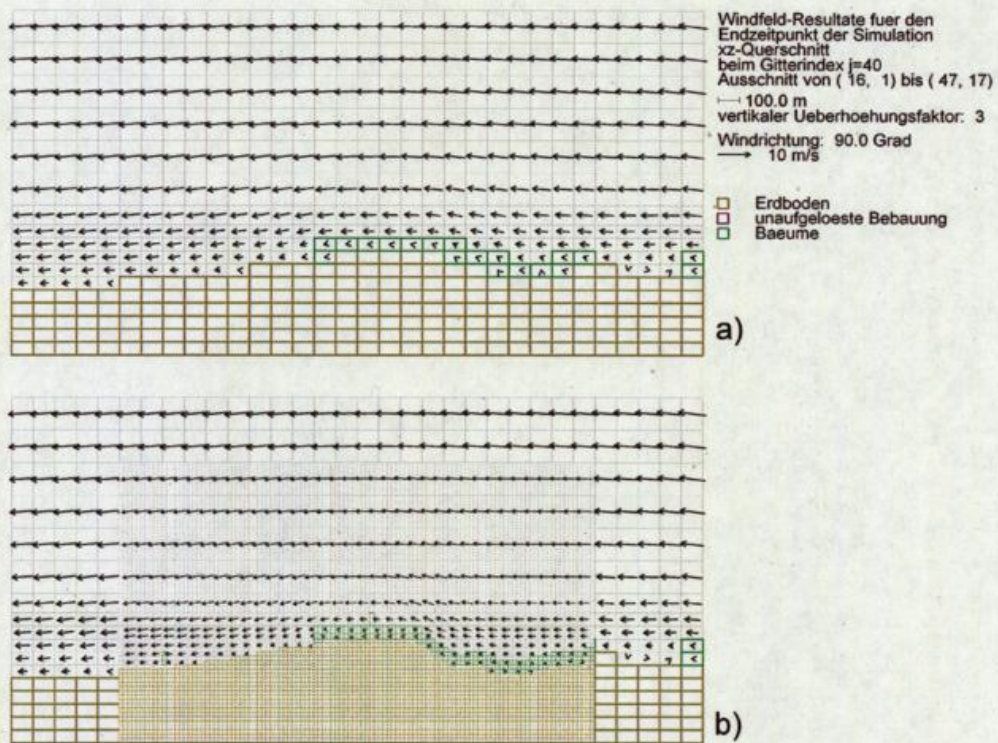 Windfeld-Resultate fuer den
Endzeitpunkt der Simulation
xz-Querschnitt
beim Gitterindex j=40
Ausschnitt von ( 16, 1) bis ( 47, 17)
100.0 m
vertikaler Ueberhoehungsfaktor: 3
Windrichtung: 90.0 Grad
10 m/s
Erdboden
unaufgeloeste Bebauung
Baeume
a)
b)